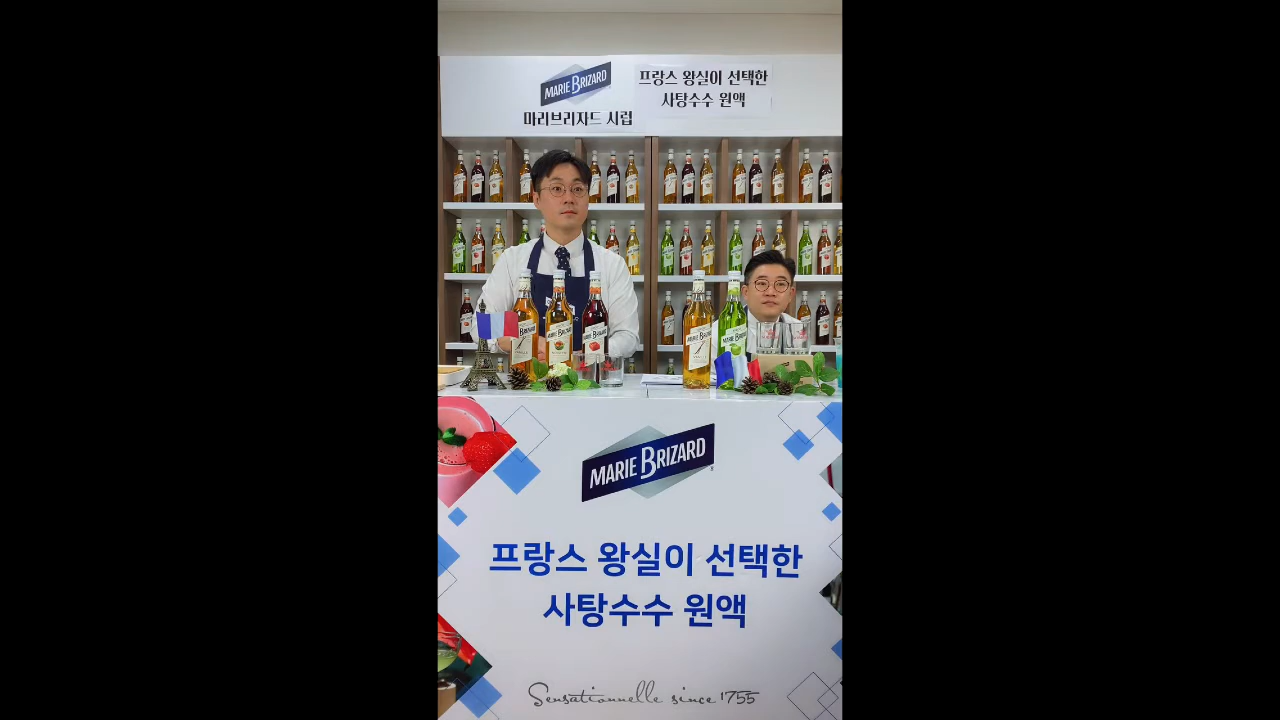 MARIE BRIZARD
마리브리자드 시럽
프랑스 왕실이 선택한
사탕수수 원액
MARIE BRIZARD
프랑스 왕실이 선택한
사탕수수 원액
Sensationnelle since 1755